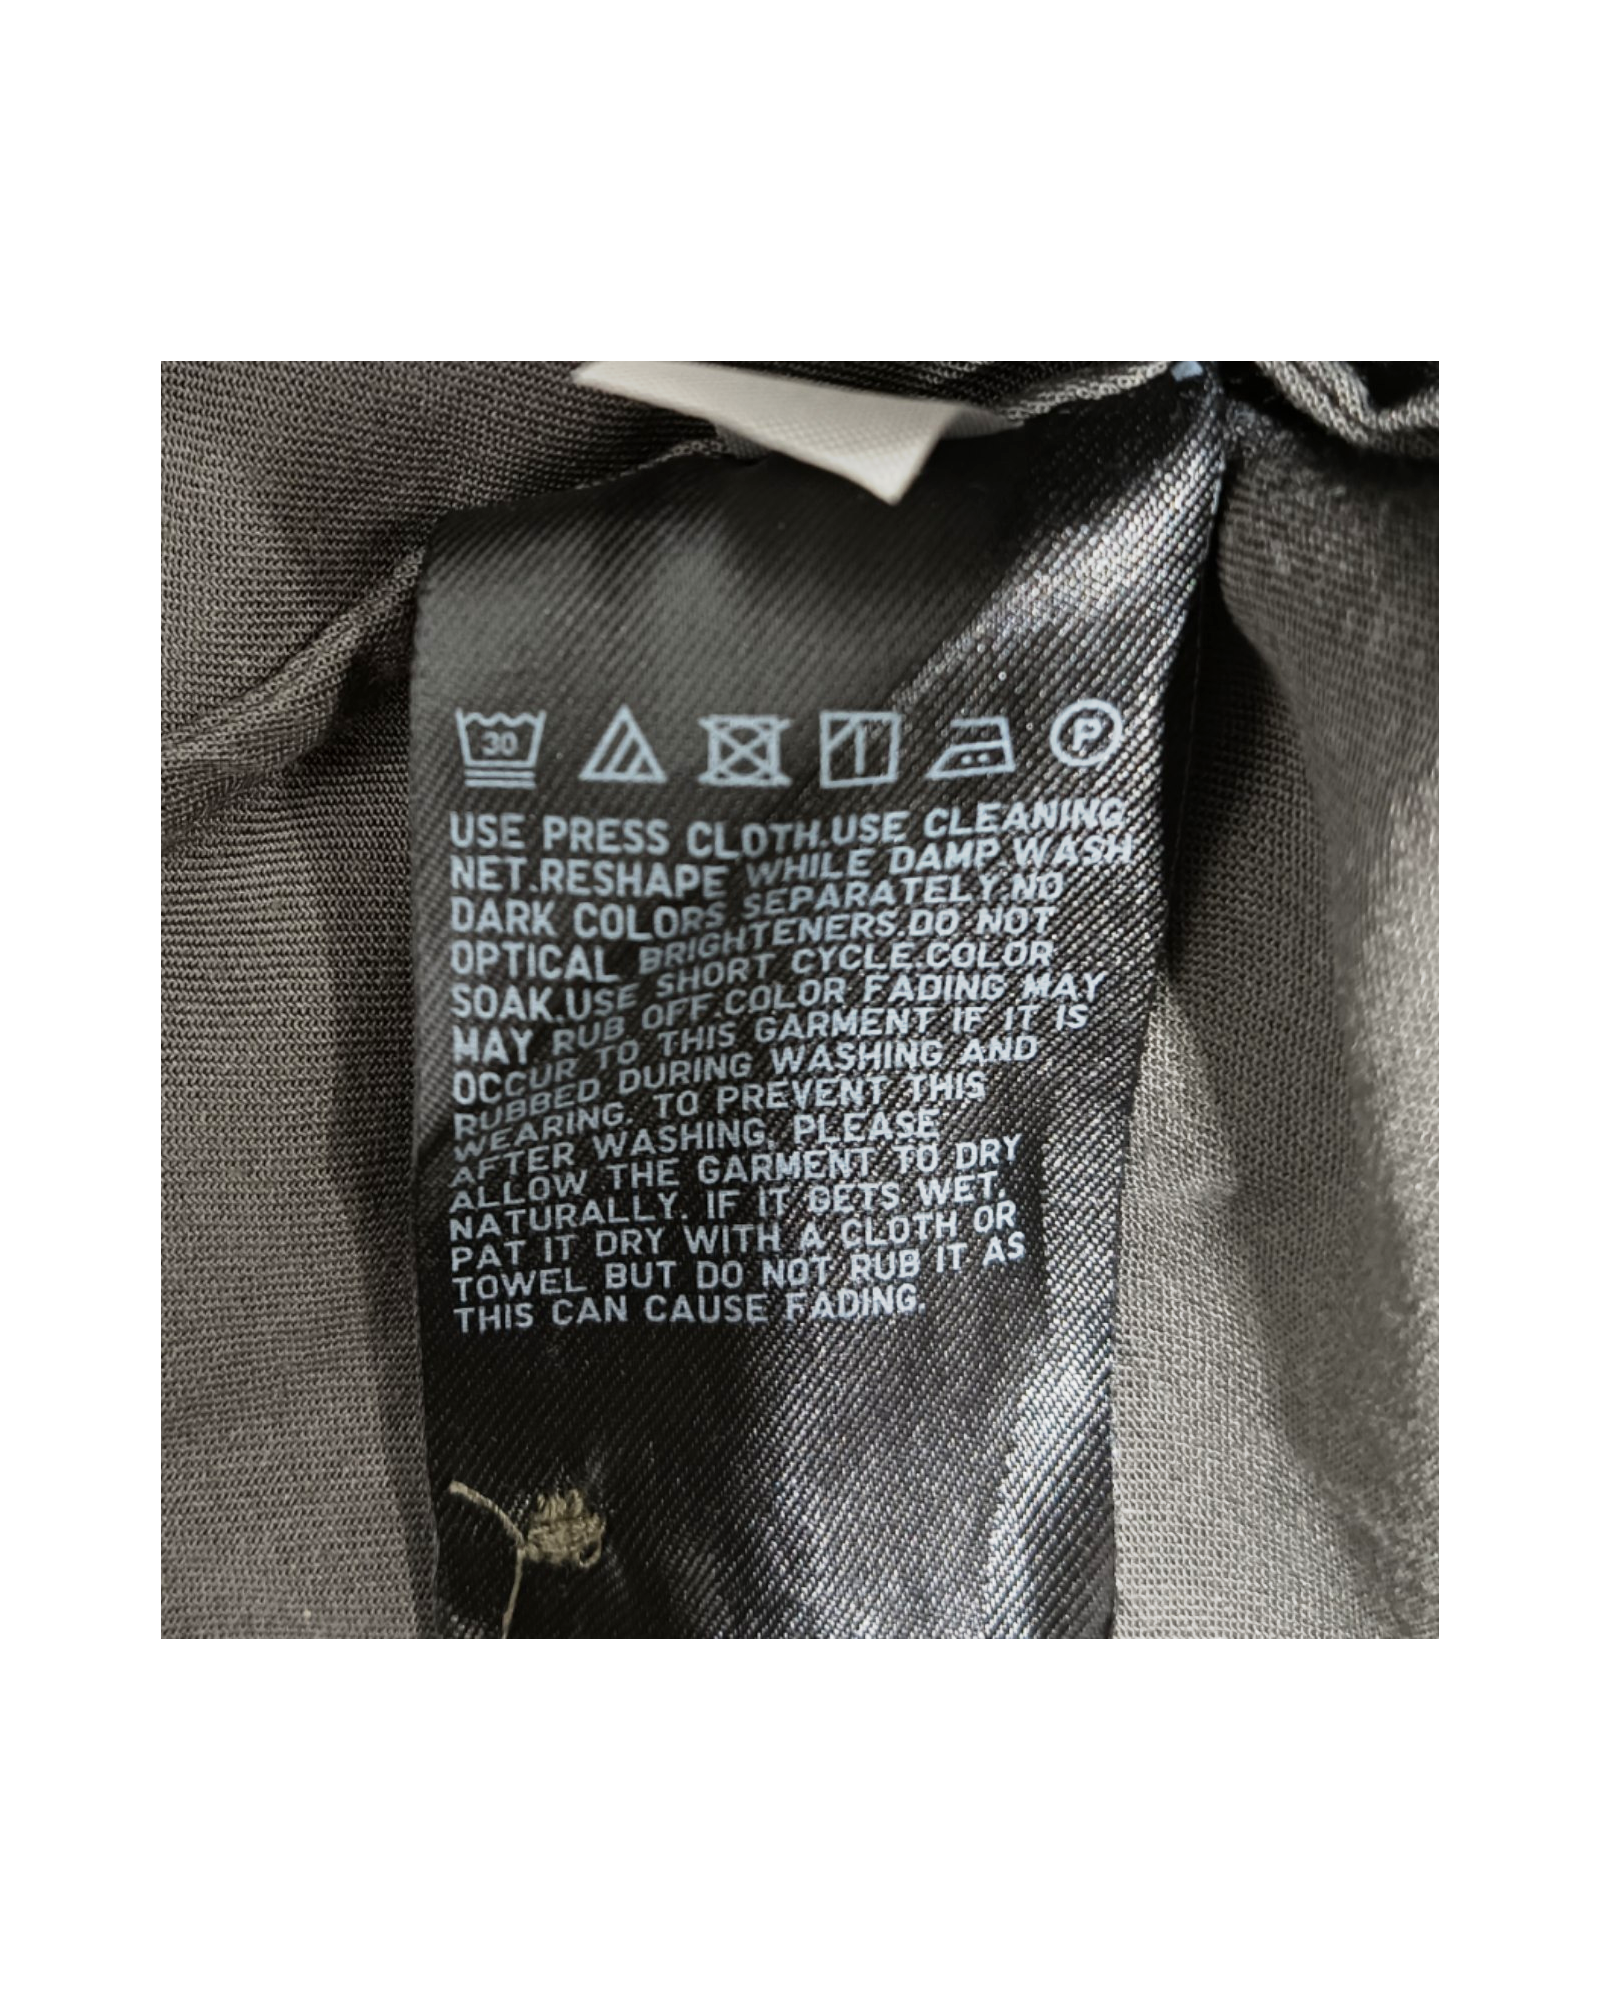 30 P
USE PRESS CLOTH.USE CLEANING
NET.RESHAPE WHILE DAMP WASH
DARK COLORS SEPARATELY.NO
OPTICAL BRIGHTENERS.DO NOT
SOAK.USE SHORT CYCLE.COLOR
MAY RUB OFF.COLOR FADING MAY
OCCUR TO THIS GARMENT IF IT IS
RUBBED DURING WASHING AND
WEARING. TO PREVENT THIS
AFTER WASHING, PLEASE
ALLOW THE GARMENT TO DRY
NATURALLY. IF IT GETS WET,
PAT IT DRY WITH A CLOTH OR
TOWEL BUT DO NOT RUB IT AS
THIS CAN CAUSE FADING.